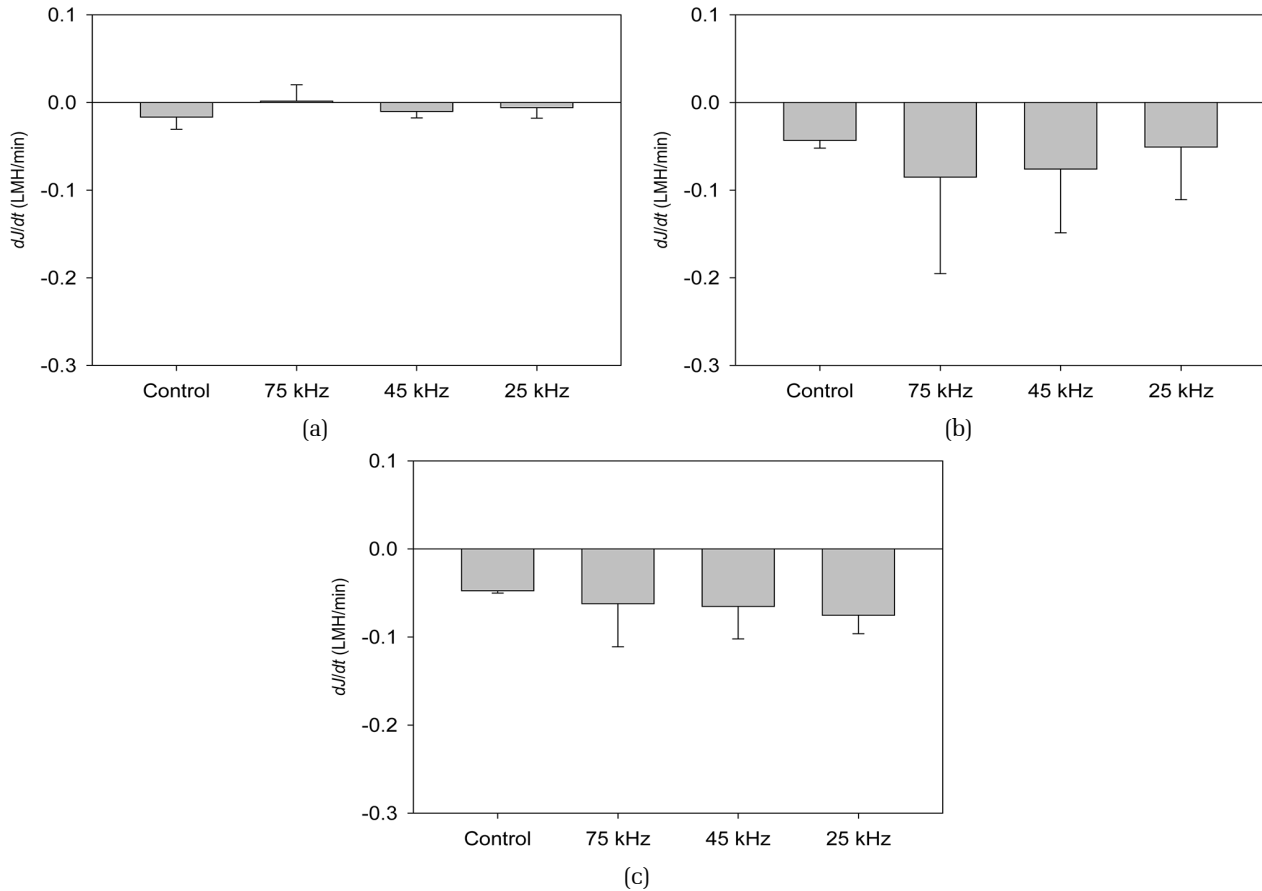 0.1
0.0
-0.1
-0.2
-0.3
dJ/dt (LMH/min)
Control 75 kHz 45 kHz 25 kHz
(a)
0.1
0.0
-0.1
-0.2
-0.3
dJ/dt (LMH/min)
Control 75 kHz 45 kHz 25 kHz
(b)
0.1
0.0
-0.1
-0.2
-0.3
dJ/dt (LMH/min)
Control 75 kHz 45 kHz 25 kHz
(c)